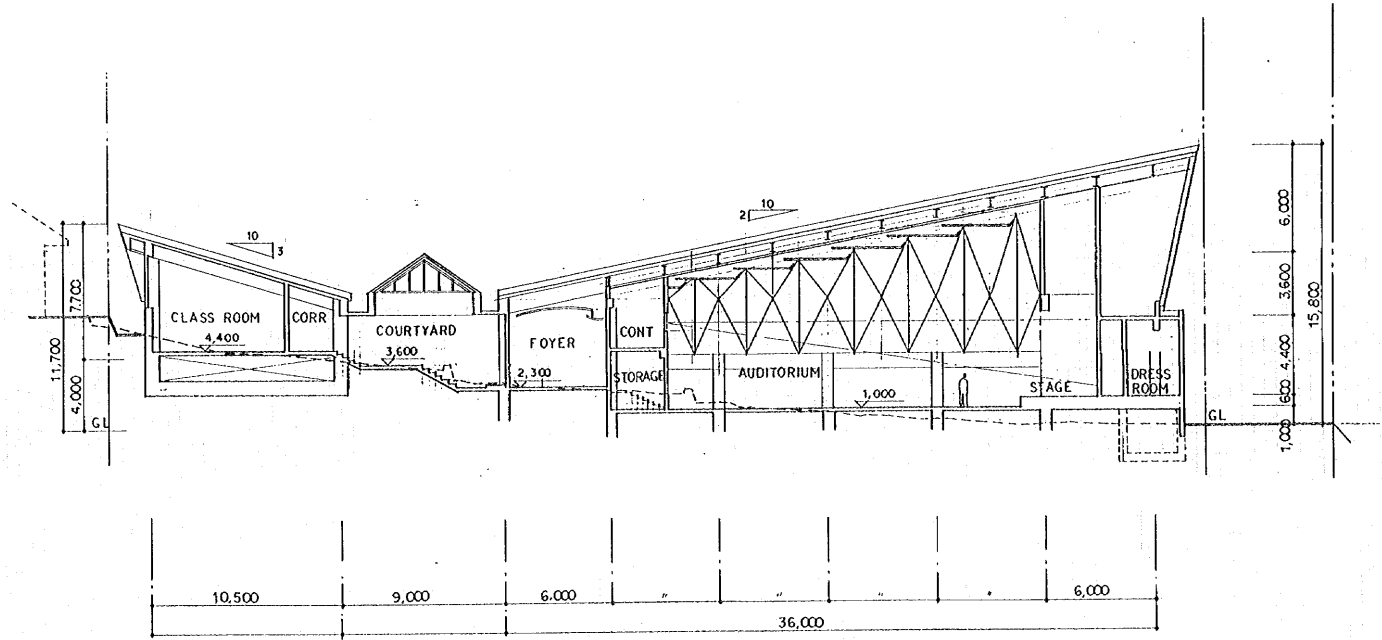 10
2
10
3
6,000
3,600
15,800
4,400
600
1,000
7,700
11,700
4,000
CLASS ROOM
CORR
4,400
COURTYARD
3,600
FOYER
2,300
CONT
STORAGE
AUDITORIUM
1,000
STAGE
DRESS
ROOM
GL
GL
10,500
9,000
6,000
"
"
"
"
6,000
36,000